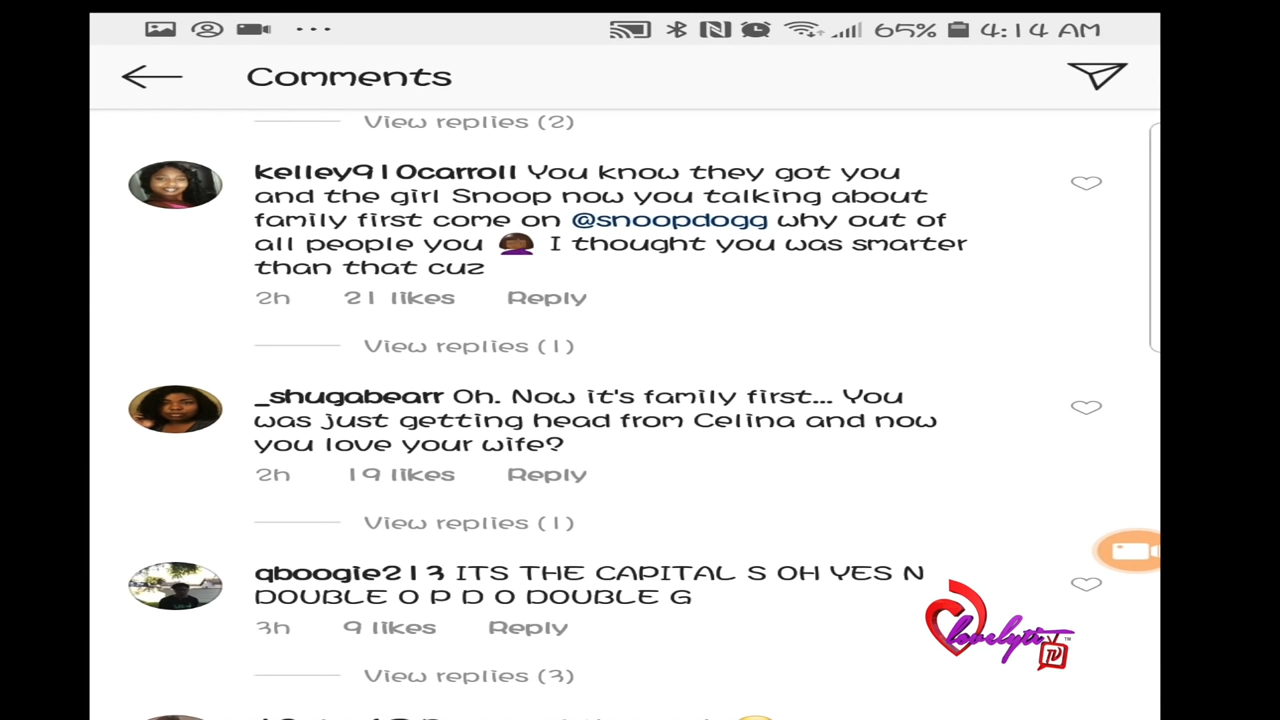 65% 4:14 AM
Comments
View replies (2)
kelley910carroll You know they got you
and the girl Snoop now you talking about
family first come on @snoopdogg why out of
all people you 🤦🏾‍♀️ I thought you was smarter
than that cuz
2h 21 likes Reply
View replies (1)
_shugabearr Oh. Now it's family first... You
was just getting head from Celina and now
you love your wife?
2h 19 likes Reply
View replies (1)
qboogie213 ITS THE CAPITAL S OH YES N
DOUBLE O P D O DOUBLE G
3h 9 likes Reply
lovelyti TV ™
View replies (3)